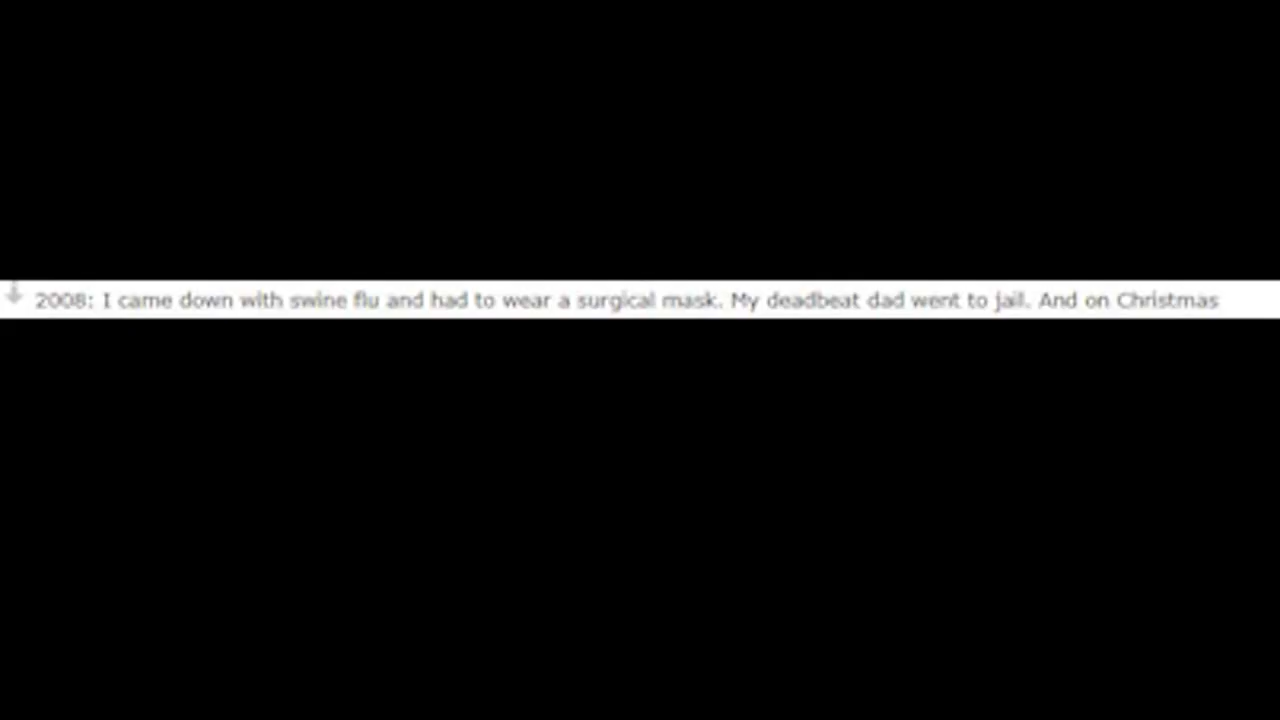 2008: I came down with swine flu and had to wear a surgical mask. My deadbeat dad went to jail. And on Christmas